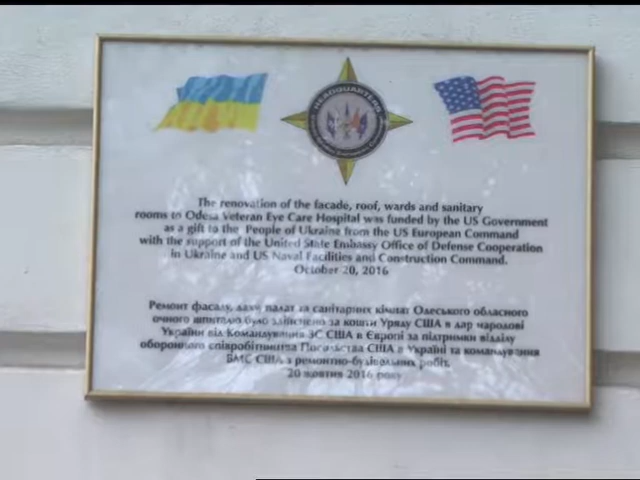 HEADQUARTERS
The renovation of the facade, roof, wards and sanitary
rooms to Odesa Veteran Eye Care Hospital was funded by the US Government
as a gift to the People of Ukraine from the US European Command
with the support of the United State Embassy Office of Defense Cooperation
in Ukraine and US Naval Facilities and Construction Command.
October 20, 2016
Ремонт фасаду, даху палат та санітарних кімнат Одеського обласного
очного шпиталю було здійснено за кошти Уряду США в дар народові
України від Командування ЗС США в Європі за підтримки відділу
оборонного співробітництва Посольства США в Україні та командування
ВМС США з ремонтно-будівельних робіт.
20 жовтня 2016 року